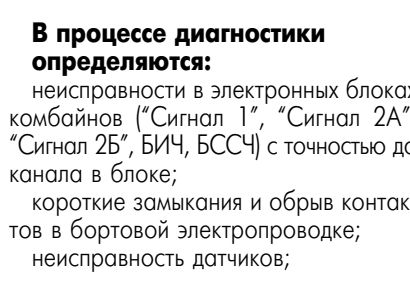 В процессе диагностики
определяются:
неисправности в электронных блоках
комбайнов (“Сигнал 1”, “Сигнал 2А”
“Сигнал 2Б”, БИЧ, БССЧ) с точностью до
канала в блоке;
короткие замыкания и обрыв контак
тов в бортовой электропроводке;
неисправность датчиков;